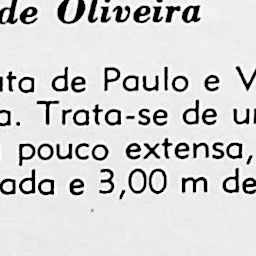 de Oliveira
ata de Paulo e V
a. Trata-se de u
pouco extensa,
ada e 3,00 m de